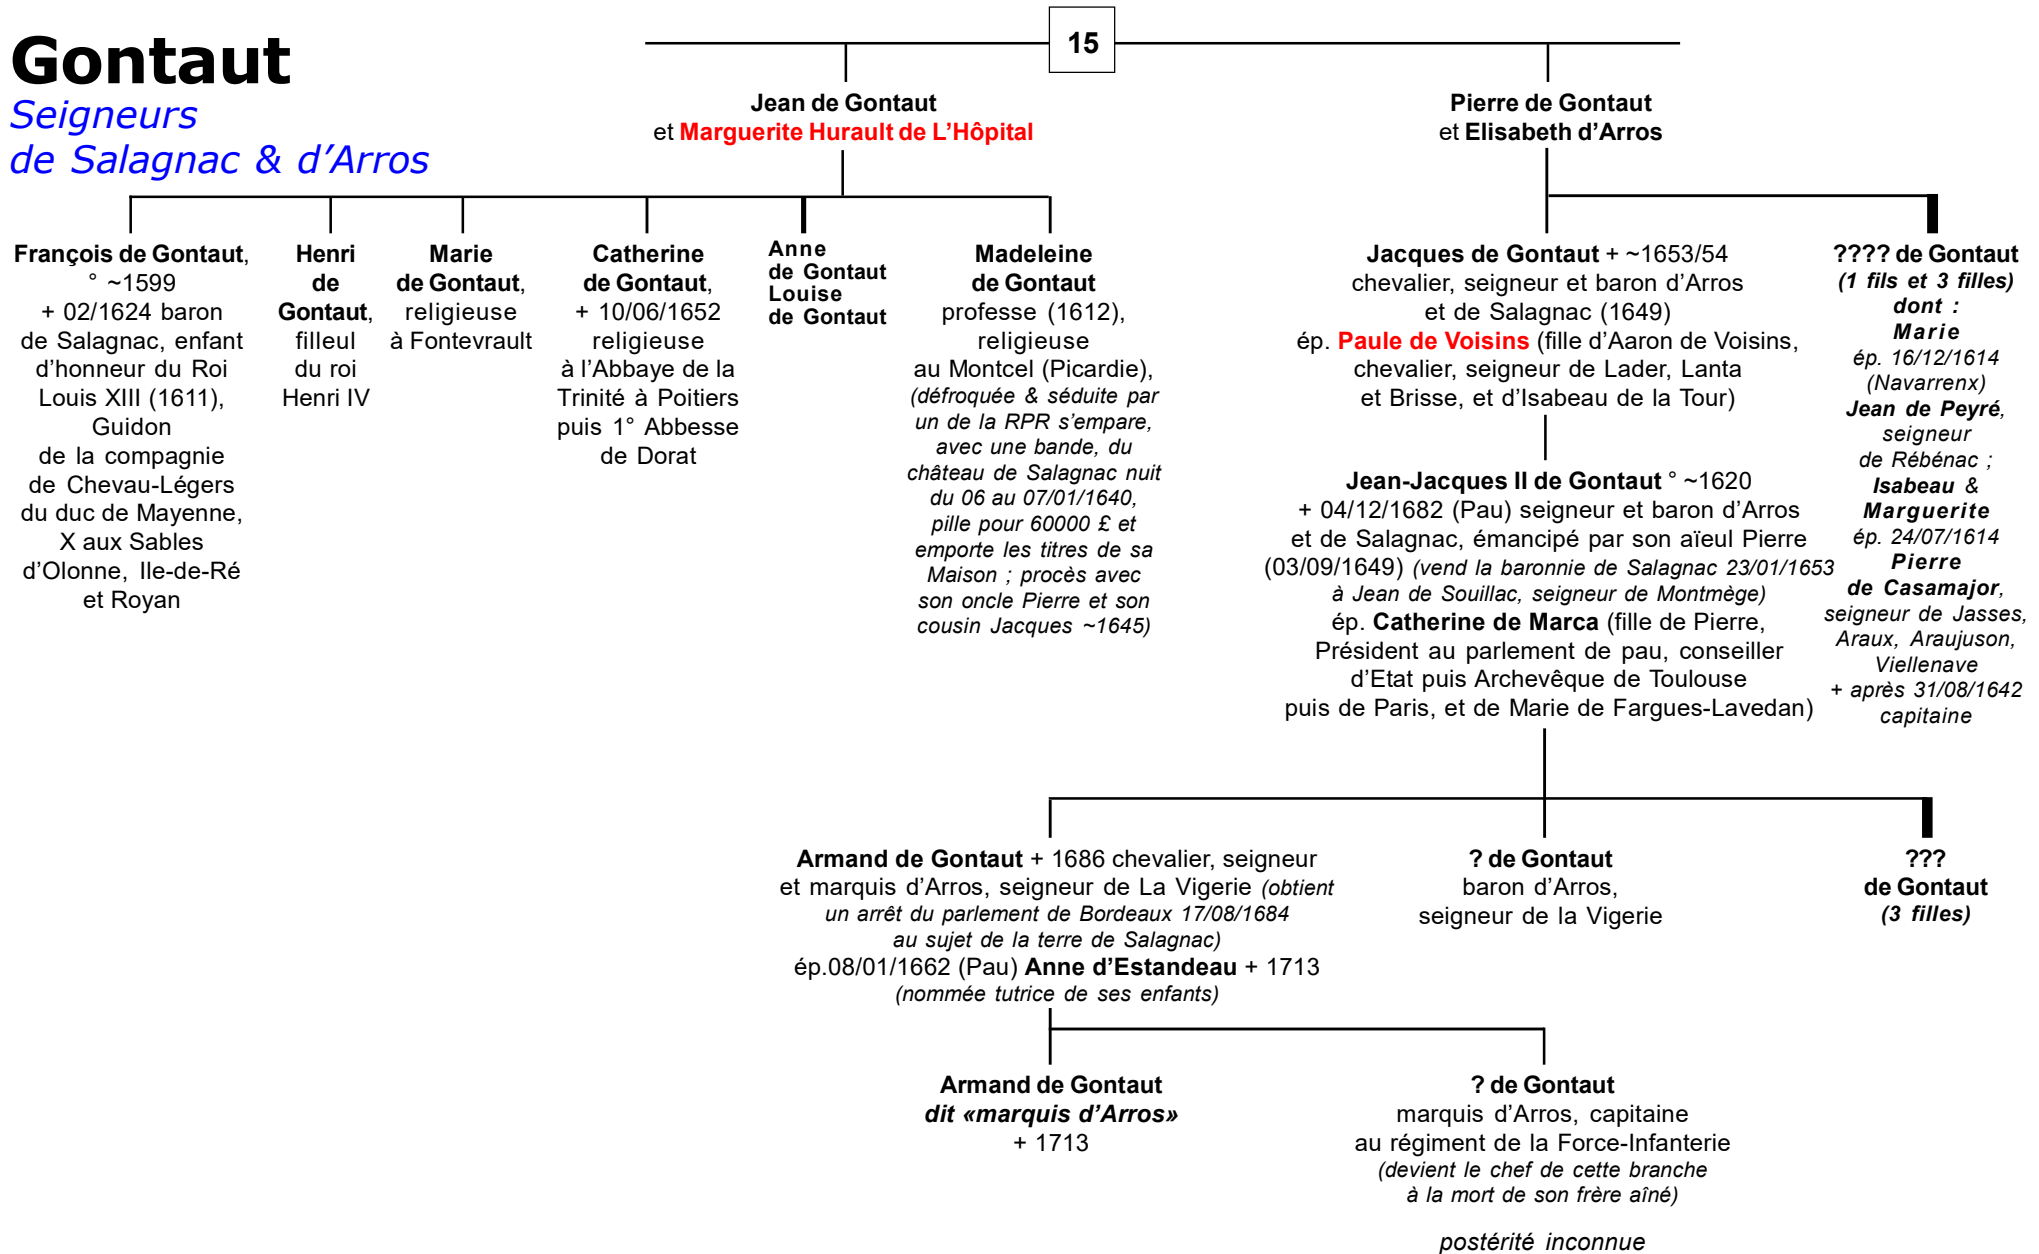 Gontaut
Seigneurs
de Salagnac & d’Arros
15
Jean de Gontaut
et Marguerite Hurault de L’Hôpital
Pierre de Gontaut
et Elisabeth d’Arros
François de Gontaut,
° ~1599
+ 02/1624 baron
de Salagnac, enfant
d’honneur du Roi
Louis XIII (1611),
Guidon
de la compagnie
de Chevau-Légers
du duc de Mayenne,
X aux Sables
d’Olonne, Ile-de-Ré
et Royan
Henri
de
Gontaut,
filleul
du roi
Henri IV
Marie
de Gontaut,
religieuse
à Fontevrault
Catherine
de Gontaut,
+ 10/06/1652
religieuse
à l’Abbaye de la
Trinité à Poitiers
puis 1° Abbesse
de Dorat
Anne
de Gontaut
Louise
de Gontaut
Madeleine
de Gontaut
professe (1612),
religieuse
au Montcel (Picardie),
(défroquée & séduite par
un de la RPR s’empare,
avec une bande, du
château de Salagnac nuit
du 06 au 07/01/1640,
pille pour 60000 £ et
emporte les titres de sa
Maison ; procès avec
son oncle Pierre et son
cousin Jacques ~1645)
Jacques de Gontaut + ~1653/54
chevalier, seigneur et baron d’Arros
et de Salagnac (1649)
ép. Paule de Voisins (fille d’Aaron de Voisins,
chevalier, seigneur de Lader, Lanta
et Brisse, et d’Isabeau de la Tour)
Jean-Jacques II de Gontaut ° ~1620
+ 04/12/1682 (Pau) seigneur et baron d’Arros
et de Salagnac, émancipé par son aïeul Pierre
(03/09/1649) (vend la baronnie de Salagnac 23/01/1653
à Jean de Souillac, seigneur de Montmège)
ép. Catherine de Marca (fille de Pierre,
Président au parlement de pau, conseiller
d’Etat puis Archevêque de Toulouse
puis de Paris, et de Marie de Fargues-Lavedan)
???? de Gontaut
(1 fils et 3 filles)
dont :
Marie
ép. 16/12/1614
(Navarrenx)
Jean de Peyré,
seigneur
de Rébénac ;
Isabeau &
Marguerite
ép. 24/07/1614
Pierre
de Casamajor,
seigneur de Jasses,
Araux, Araujuson,
Viellenave
+ après 31/08/1642
capitaine
Armand de Gontaut + 1686 chevalier, seigneur
et marquis d’Arros, seigneur de La Vigerie (obtient
un arrêt du parlement de Bordeaux 17/08/1684
au sujet de la terre de Salagnac)
ép.08/01/1662 (Pau) Anne d’Estandeau + 1713
(nommée tutrice de ses enfants)
? de Gontaut
baron d’Arros,
seigneur de la Vigerie
???
de Gontaut
(3 filles)
Armand de Gontaut
dit «marquis d’Arros»
+ 1713
? de Gontaut
marquis d’Arros, capitaine
au régiment de la Force-Infanterie
(devient le chef de cette branche
à la mort de son frère aîné)
postérité inconnue